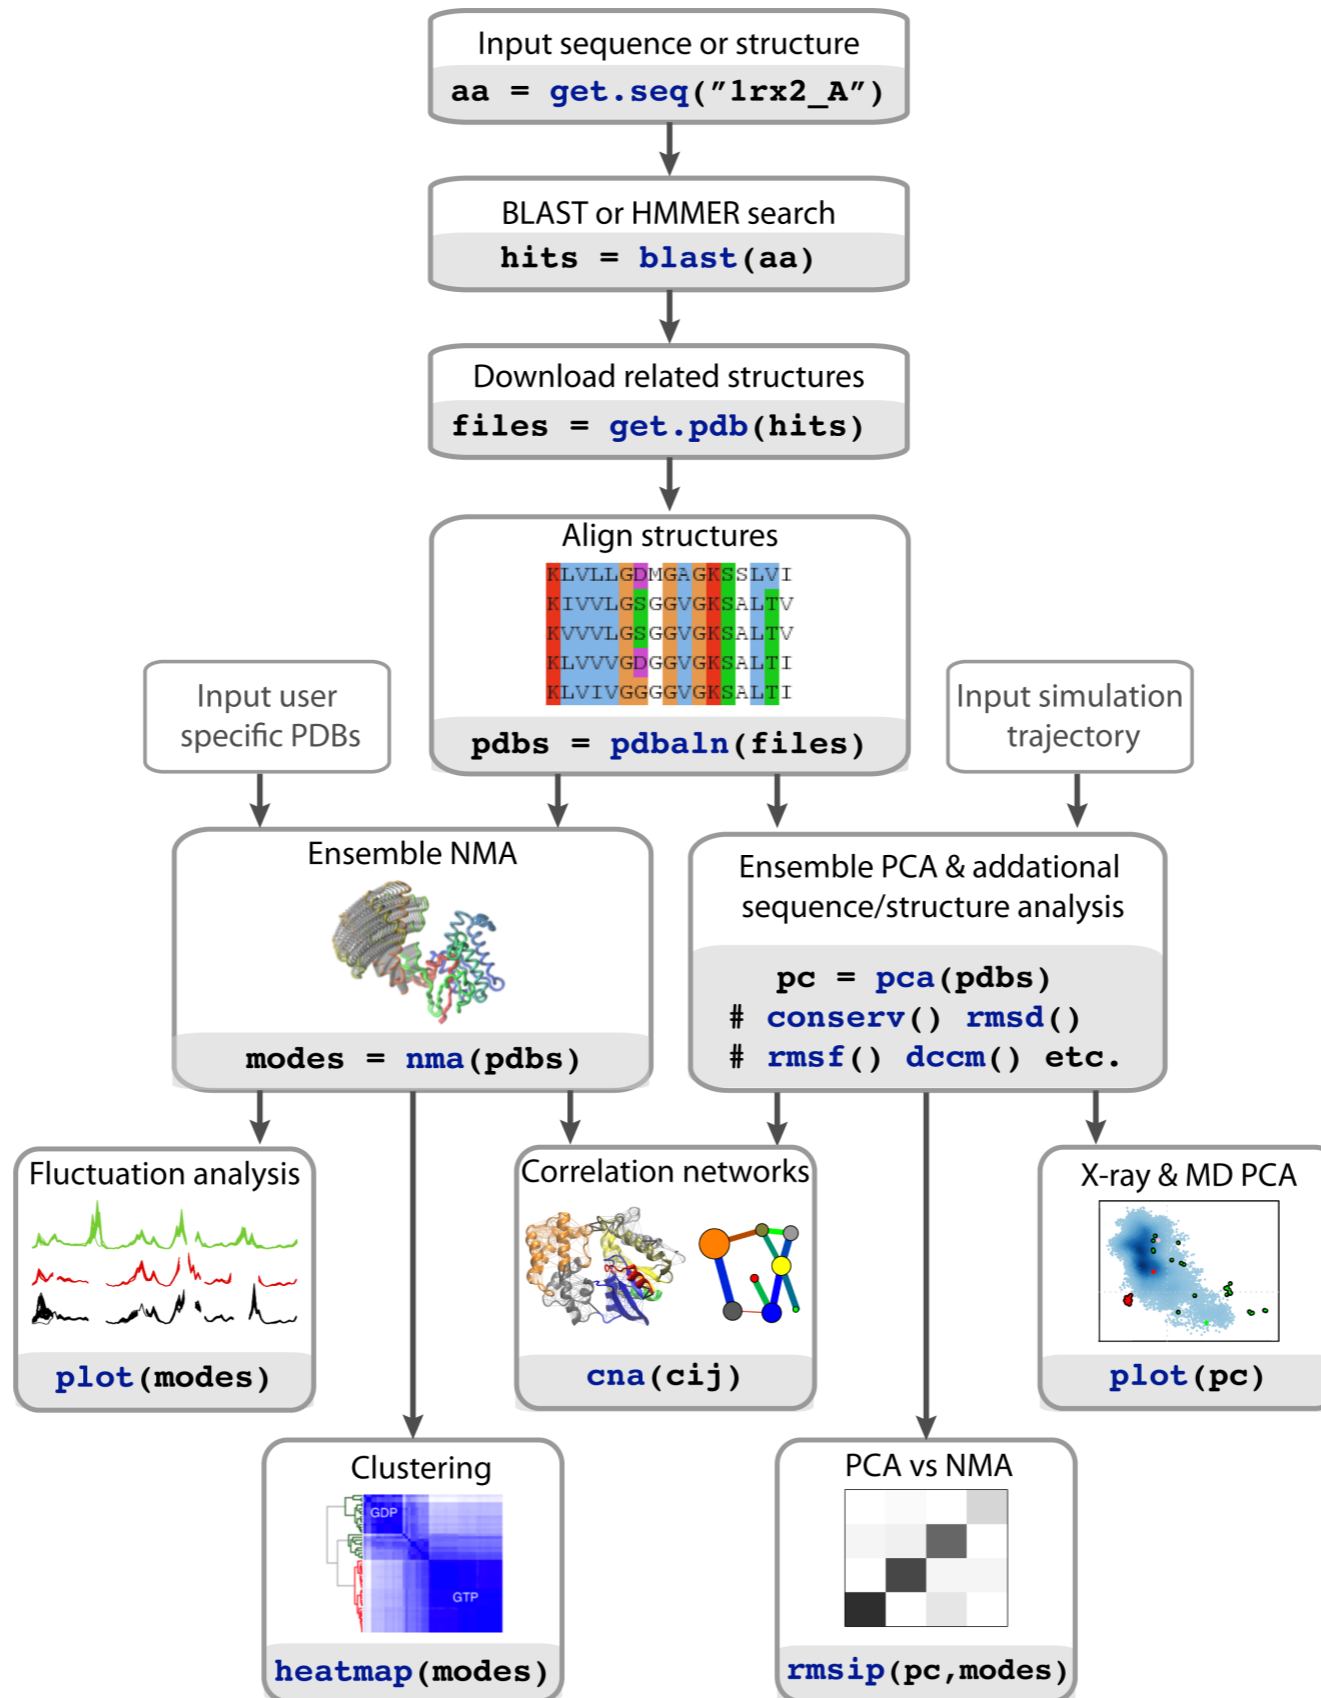 Input sequence or structure
aa = get.seq("1rx2_A")
BLAST or HMMER search
hits = blast(aa)
Download related structures
files = get.pdb(hits)
Align structures
KLVLLGDMGAGKSSLVI
KIVVLGSGGVGKSALTV
KVVVLGSGGVGKSALTV
KLVVVGDGGVGKSALTI
KLVIVGGGGVGKSALTI
pdbs = pdbaln(files)
Input user
specific PDBs
Input simulation
trajectory
Ensemble NMA
modes = nma(pdbs)
Ensemble PCA & addational
sequence/structure analysis
pc = pca(pdbs)
# conserv() rmsd()
# rmsf() dccm() etc.
Fluctuation analysis
plot(modes)
Correlation networks
cna(cij)
X-ray & MD PCA
plot(pc)
Clustering
GDP
GTP
heatmap(modes)
PCA vs NMA
rmsip(pc,modes)